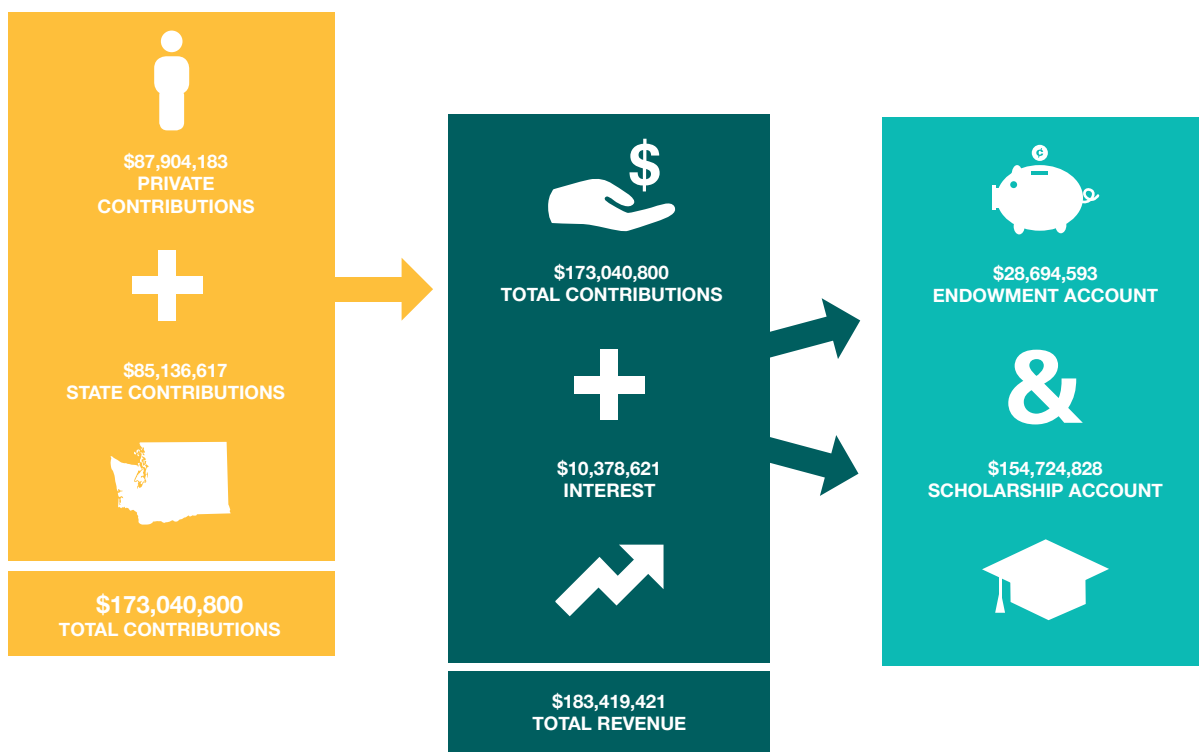 $87,904,183
PRIVATE
CONTRIBUTIONS
$85,136,617
STATE CONTRIBUTIONS
$173,040,800
TOTAL CONTRIBUTIONS
$
$173,040,800
TOTAL CONTRIBUTIONS
$10,378,621
INTEREST
$183,419,421
TOTAL REVENUE
¢
$28,694,593
ENDOWMENT ACCOUNT
&
$154,724,828
SCHOLARSHIP ACCOUNT